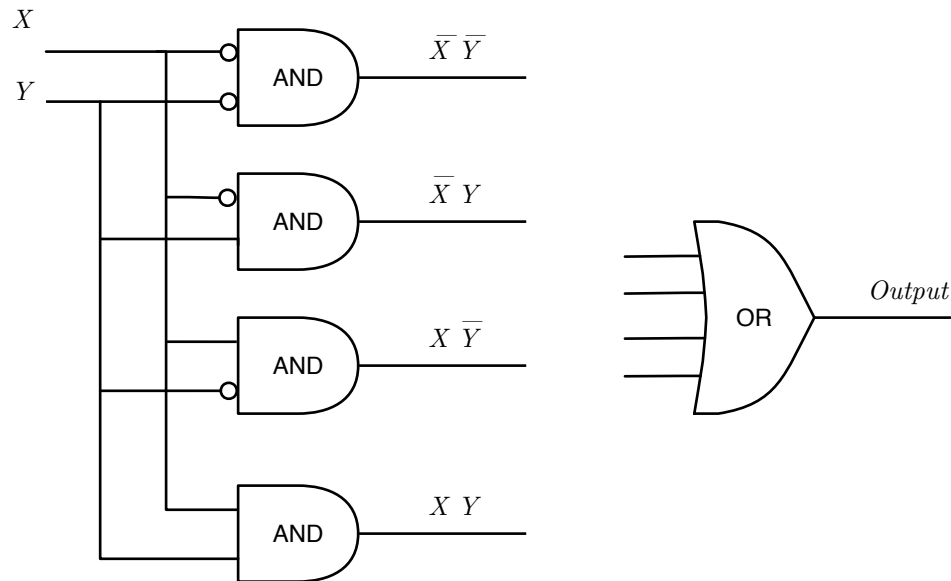 X
Y
AND
X̅ Y̅
AND
X̅ Y
AND
X Y̅
AND
X Y
OR
Output